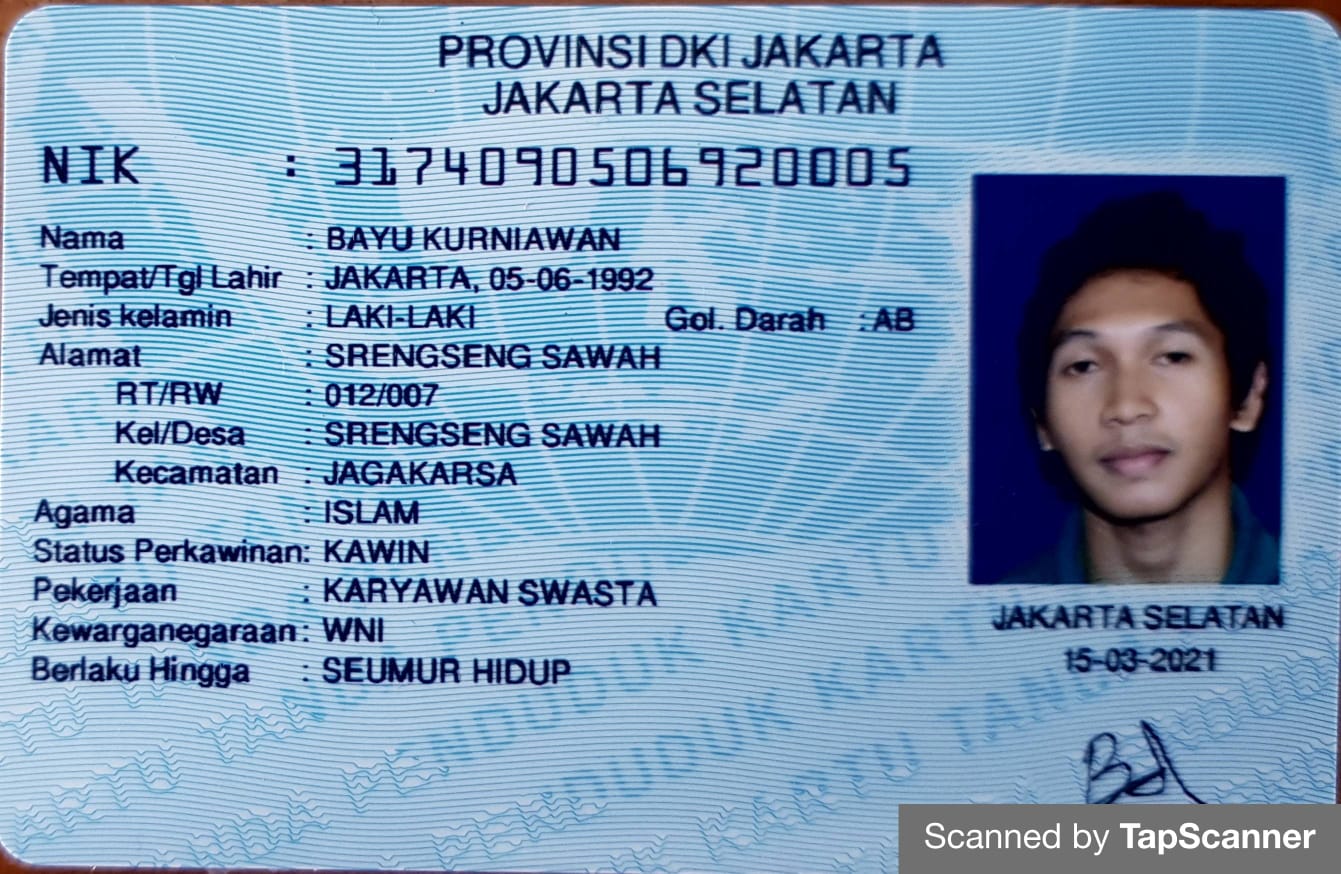 PROVINSI DKI JAKARTA
JAKARTA SELATAN
NIK : 3174090506920005
Nama : BAYU KURNIAWAN
Tempat/Tgl Lahir : JAKARTA, 05-06-1992
Jenis kelamin : LAKI-LAKI Gol. Darah : AB
Alamat : SRENGSENG SAWAH
RT/RW : 012/007
Kel/Desa : SRENGSENG SAWAH
Kecamatan : JAGAKARSA
Agama : ISLAM
Status Perkawinan: KAWIN
Pekerjaan : KARYAWAN SWASTA
Kewarganegaraan: WNI
Berlaku Hingga : SEUMUR HIDUP
JAKARTA SELATAN
15-03-2021
Scanned by TapScanner